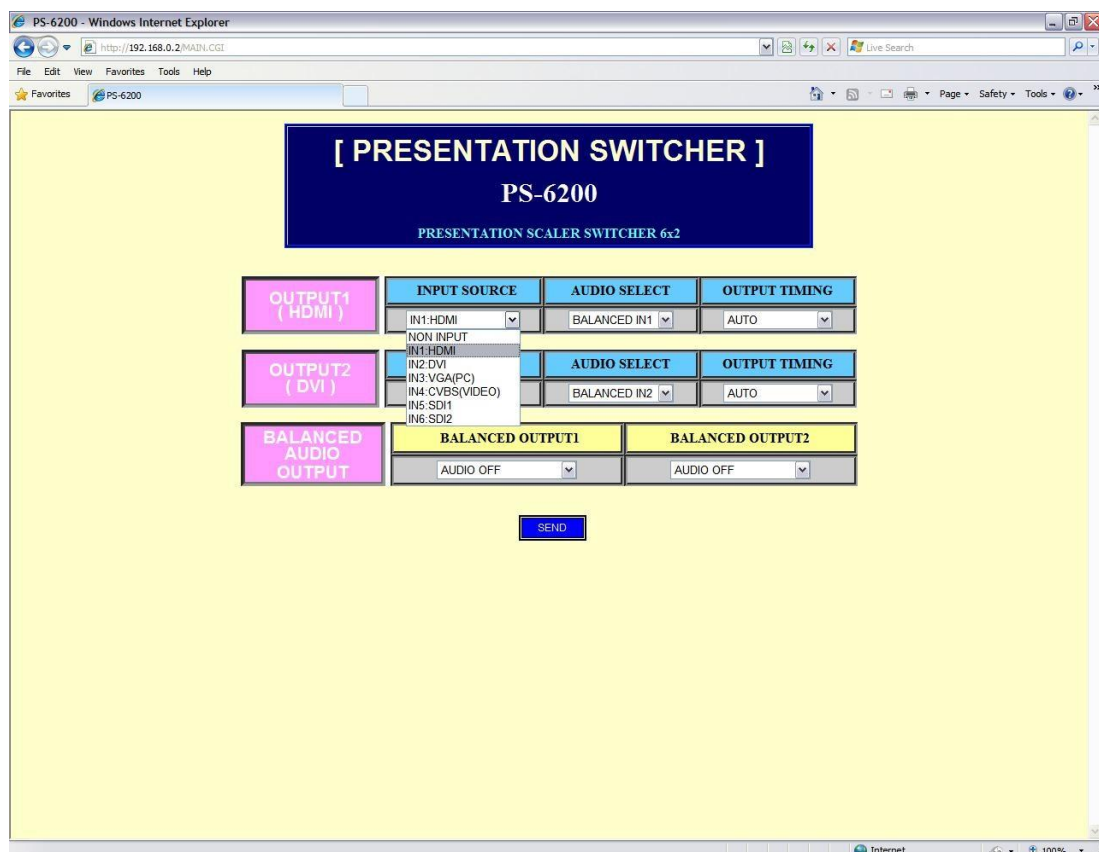 PS-6200 - Windows Internet Explorer
http://192.168.0.2/MAIN.CGI
Live Search
File Edit View Favorites Tools Help
Favorites PS-6200 Page Safety Tools
[ PRESENTATION SWITCHER ]
PS-6200
PRESENTATION SCALER SWITCHER 6x2
OUTPUT1
( HDMI )
INPUT SOURCE AUDIO SELECT OUTPUT TIMING
IN1:HDMI BALANCED IN1 AUTO
NON INPUT
IN1:HDMI
IN2:DVI
IN3:VGA(PC)
IN4:CVBS(VIDEO)
IN5:SDI1
IN6:SDI2
OUTPUT2
( DVI )
AUDIO SELECT OUTPUT TIMING
BALANCED IN2 AUTO
BALANCED
AUDIO
OUTPUT
BALANCED OUTPUT1 BALANCED OUTPUT2
AUDIO OFF AUDIO OFF
SEND
Internet 100%